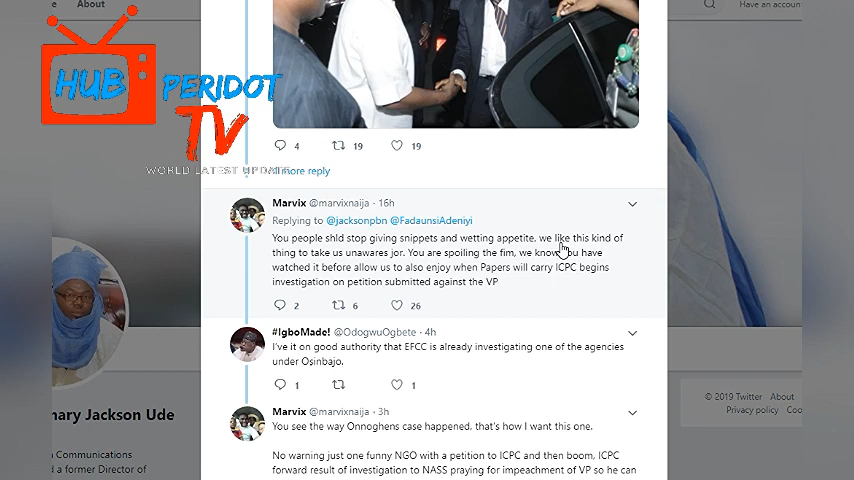 e About
Have an accoun
HUB PERIDOT
TV
WORLD LATEST UPDATE
more reply
4 19 19
Marvix @marvixnaija · 16h
Replying to @jacksonpbn @FadaunsiAdeniyi
You people shld stop giving snippets and wetting appetite, we like this kind of
thing to take us unawares jor. You are spoiling the fim, we know you have
watched it before allow us to also enjoy when Papers will carry ICPC begins
investigation on petition submitted against the VP
2 6 26
#IgboMade! @OdogwuOgbete · 4h
I've it on good authority that EFCC is already investigating one of the agencies
under Osinbajo.
1 1
Marvix @marvixnaija · 3h
You see the way Onnoghens case happened, that's how I want this one.
No warning just one funny NGO with a petition to ICPC and then boom, ICPC
forward result of investigation to NASS praying for impeachment of VP so he can
nary Jackson Ude
Communications
d a former Director of
© 2019 Twitter About
Privacy policy Coo